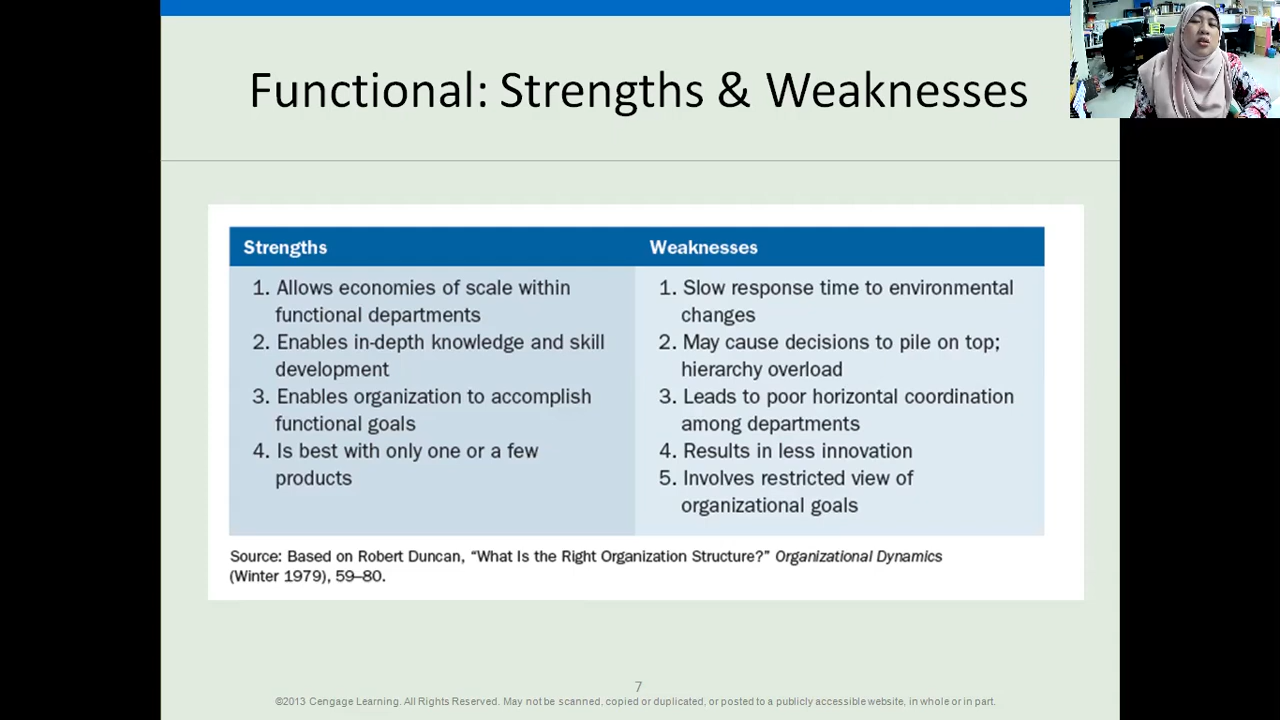 Functional: Strengths & Weaknesses
Strengths
1. Allows economies of scale within
functional departments
2. Enables in-depth knowledge and skill
development
3. Enables organization to accomplish
functional goals
4. Is best with only one or a few
products
Weaknesses
1. Slow response time to environmental
changes
2. May cause decisions to pile on top;
hierarchy overload
3. Leads to poor horizontal coordination
among departments
4. Results in less innovation
5. Involves restricted view of
organizational goals
Source: Based on Robert Duncan, “What Is the Right Organization Structure?” Organizational Dynamics
(Winter 1979), 59–80.
7
©2013 Cengage Learning. All Rights Reserved. May not be scanned, copied or duplicated, or posted to a publicly accessible website, in whole or in part.